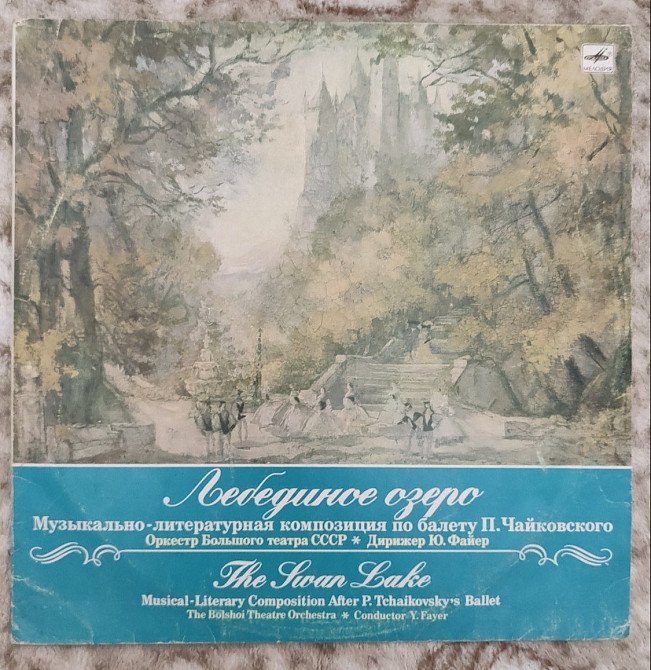 МЕЛОДИЯ
Лебединое озеро
Музыкально-литературная композиция по балету П. Чайковского
Оркестр Большого театра СССР * Дирижер Ю. Файер
The Swan Lake
Musical-Literary Composition After P. Tchaikovsky's Ballet
The Bolshoi Theatre Orchestra * Conductor Y. Fayer